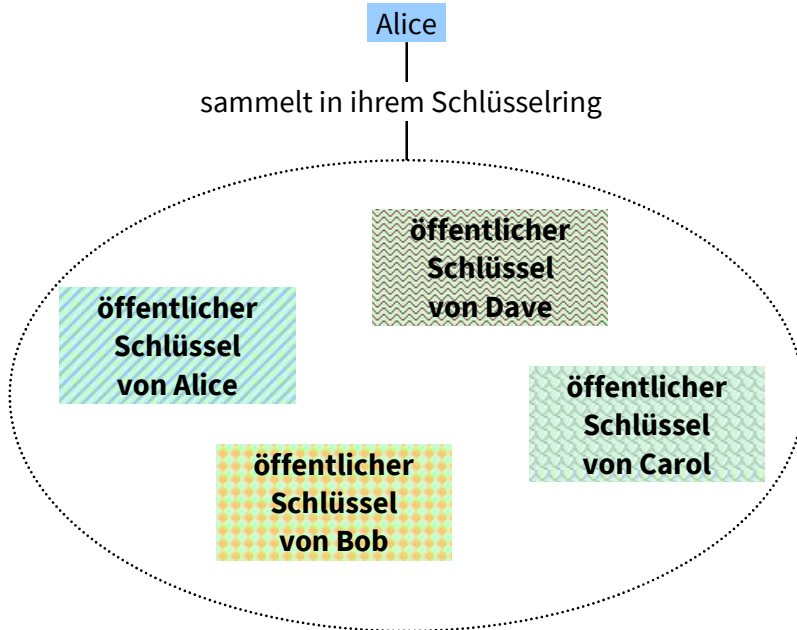 Alice
sammelt in ihrem Schlüsselring
öffentlicher
Schlüssel
von Dave
öffentlicher
Schlüssel
von Alice
öffentlicher
Schlüssel
von Carol
öffentlicher
Schlüssel
von Bob